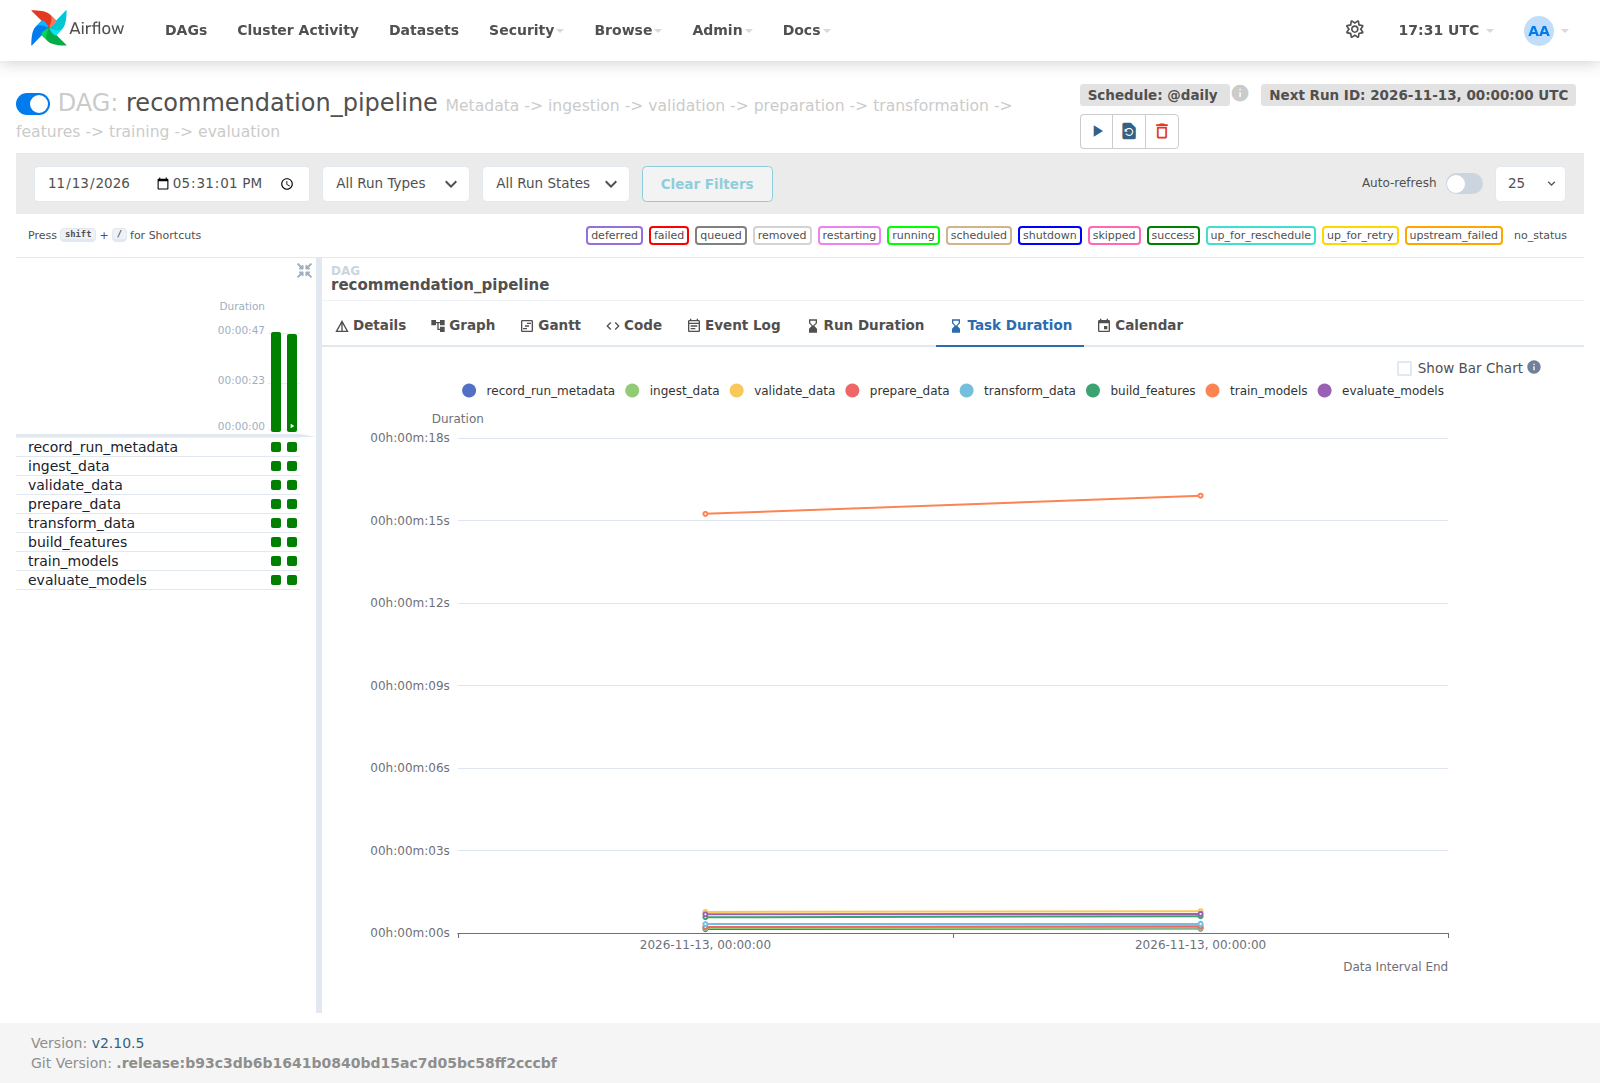 Airflow DAGs Cluster Activity Datasets Security Browse Admin Docs 17:31 UTC AA
DAG: recommendation_pipeline Metadata -> ingestion -> validation -> preparation -> transformation ->
features -> training -> evaluation
Schedule: @daily Next Run ID: 2026-11-13, 00:00:00 UTC
11/13/2026 05:31:01 PM All Run Types All Run States Clear Filters Auto-refresh 25
Press shift + / for Shortcuts
deferred failed queued removed restarting running scheduled shutdown skipped success up_for_reschedule up_for_retry upstream_failed no_status
Duration
00:00:47
00:00:23
00:00:00
record_run_metadata
ingest_data
validate_data
prepare_data
transform_data
build_features
train_models
evaluate_models
DAG
recommendation_pipeline
Details Graph Gantt Code Event Log Run Duration Task Duration Calendar
Show Bar Chart
record_run_metadata ingest_data validate_data prepare_data transform_data build_features train_models evaluate_models
Duration
00h:00m:18s
00h:00m:15s
00h:00m:12s
00h:00m:09s
00h:00m:06s
00h:00m:03s
00h:00m:00s
2026-11-13, 00:00:00 2026-11-13, 00:00:00
Data Interval End
Version: v2.10.5
Git Version: .release:b93c3db6b1641b0840bd15ac7d05bc58ff2cccbf